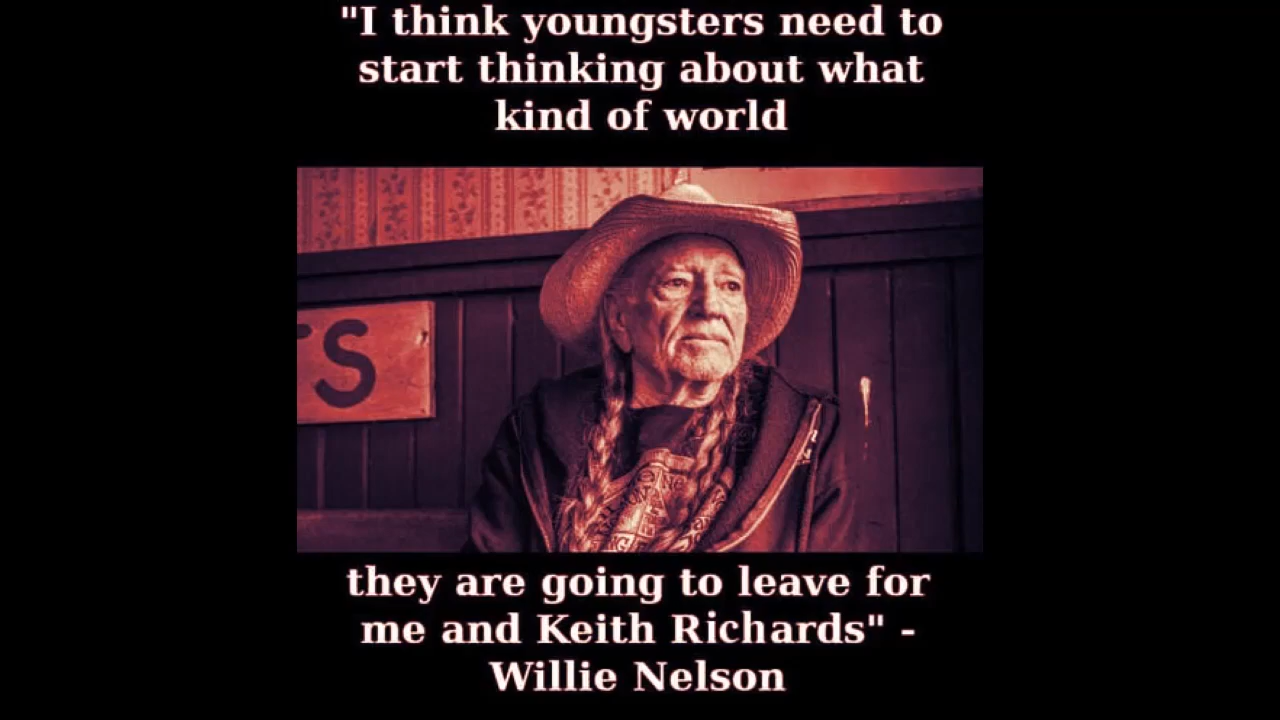 "I think youngsters need to
start thinking about what
kind of world
TS
they are going to leave for
me and Keith Richards" -
Willie Nelson